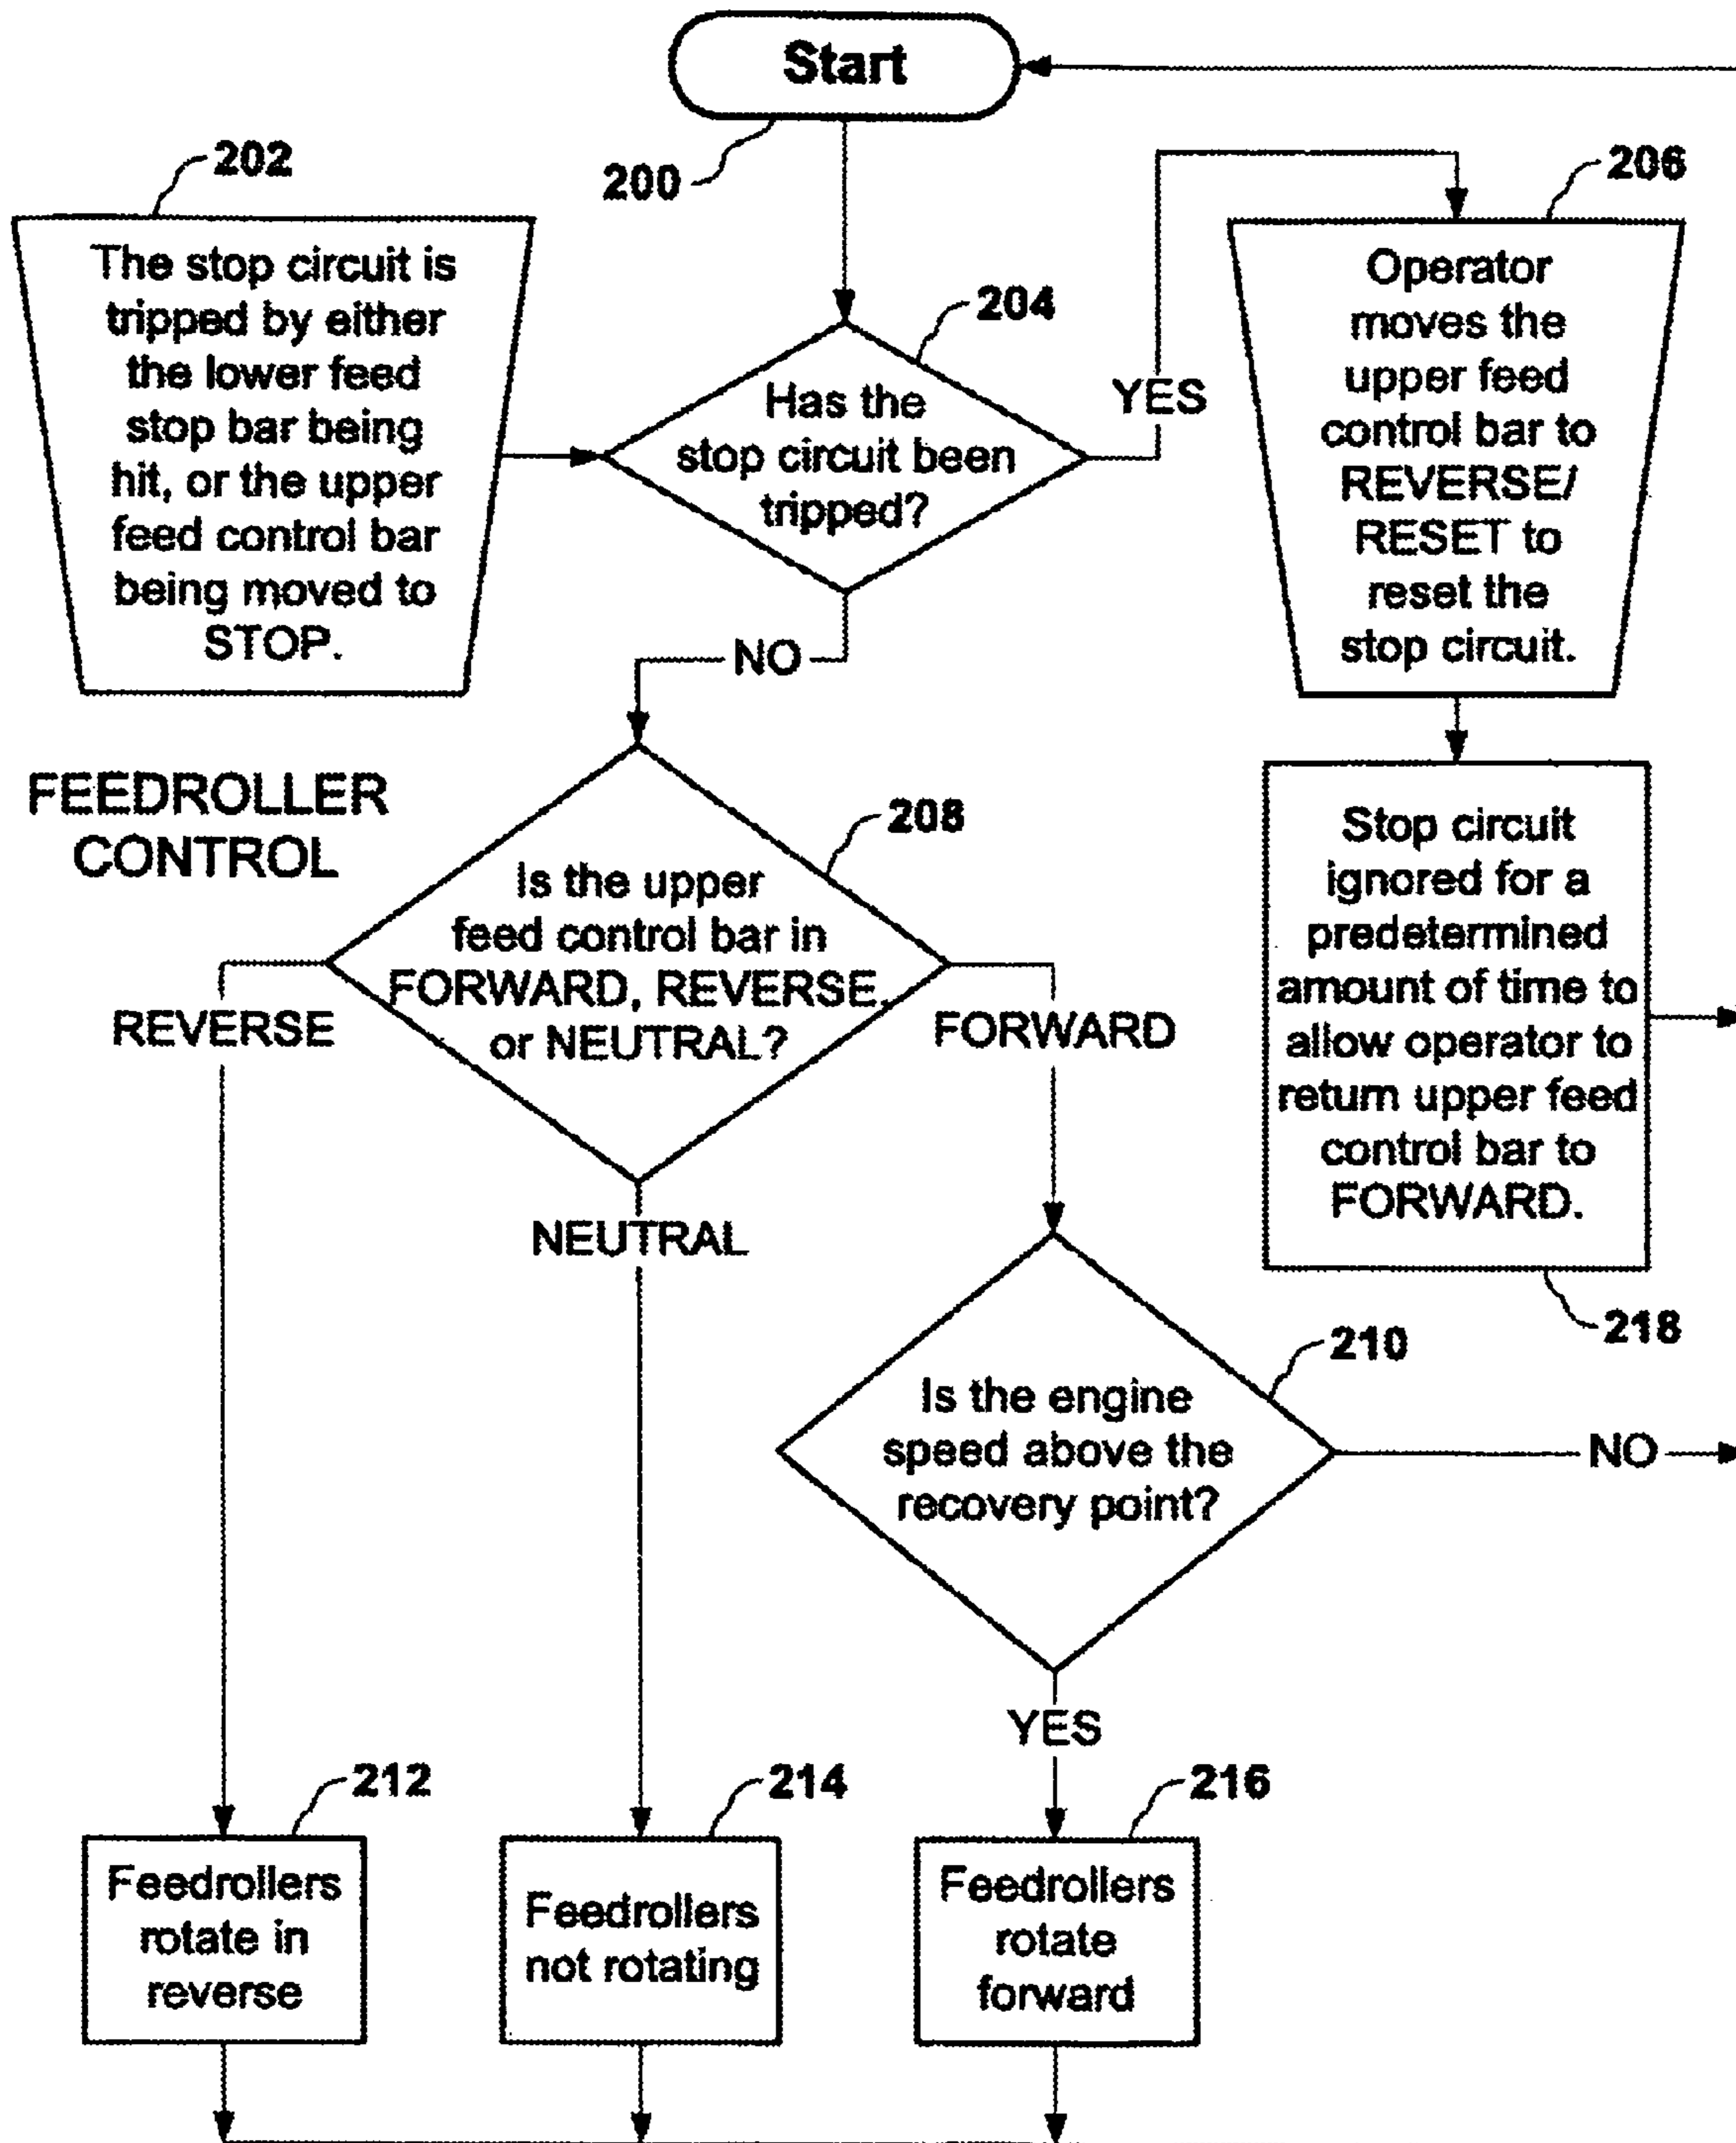 Start
200
202
The stop circuit is
tripped by either
the lower feed
stop bar being
hit, or the upper
feed control bar
being moved to
STOP.
204
Has the
stop circuit been
tripped?
YES
206
Operator
moves the
upper feed
control bar to
REVERSE/
RESET to
reset the
stop circuit.
NO
FEEDROLLER
CONTROL
208
Is the upper
feed control bar in
FORWARD, REVERSE,
or NEUTRAL?
REVERSE
FORWARD
NEUTRAL
Stop circuit
ignored for a
predetermined
amount of time to
allow operator to
return upper feed
control bar to
FORWARD.
218
210
Is the engine
speed above the
recovery point?
NO
YES
212
Feedrollers
rotate in
reverse
214
Feedrollers
not rotating
216
Feedrollers
rotate
forward